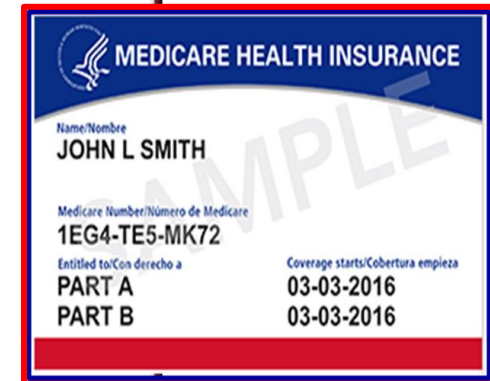 MEDICARE HEALTH INSURANCE
SAMPLE
Name/Nombre
JOHN L SMITH
Medicare Number/Número de Medicare
1EG4-TE5-MK72
Entitled to/Con derecho a Coverage starts/Cobertura empieza
PART A 03-03-2016
PART B 03-03-2016